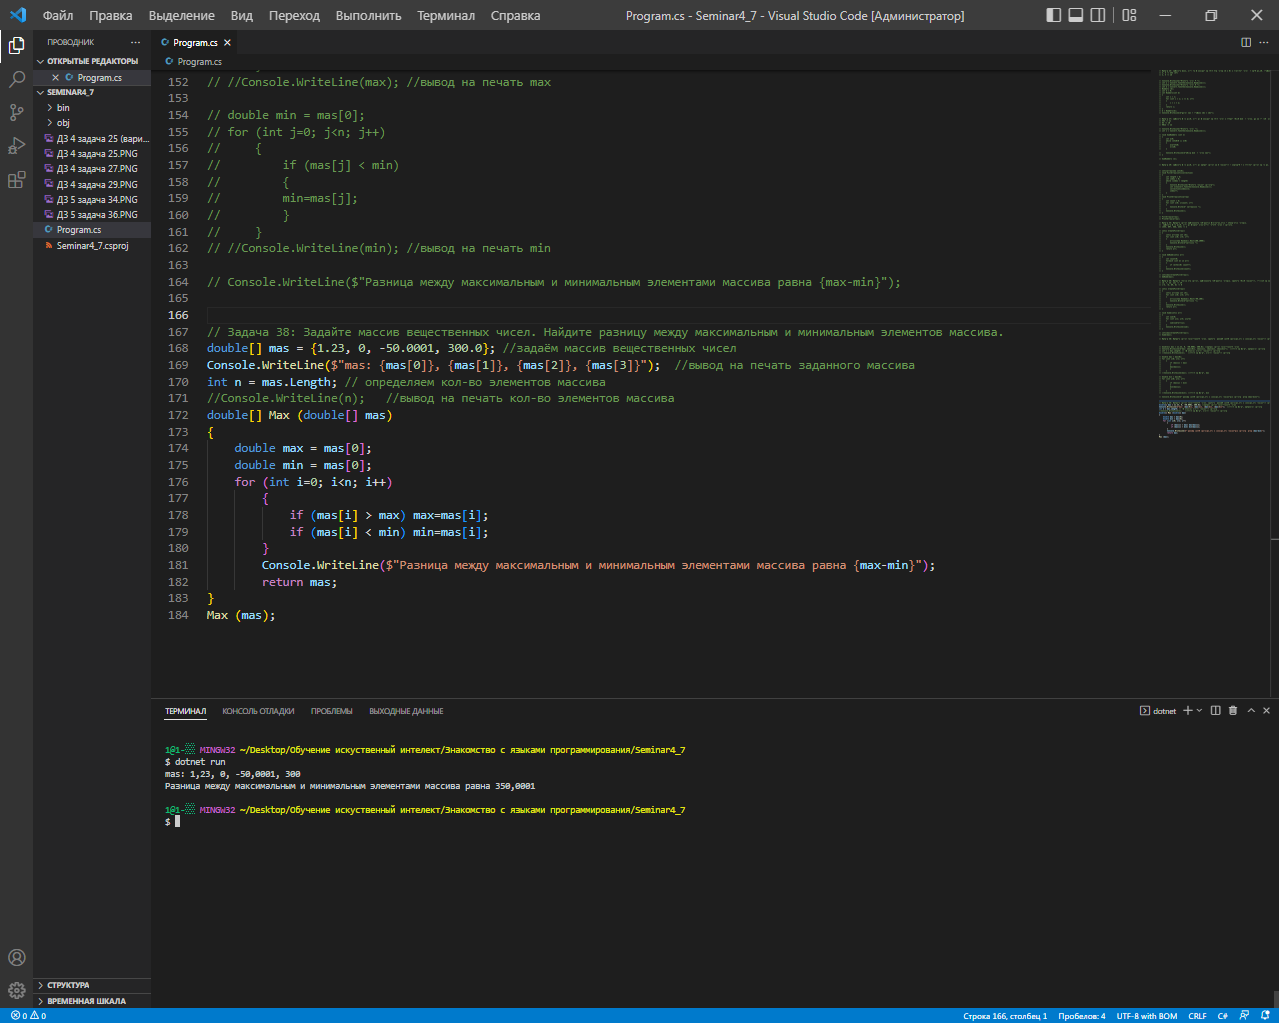 Файл Правка Выделение Вид Переход Выполнить Терминал Справка Program.cs - Seminar4_7 - Visual Studio Code [Администратор]
ПРОВОДНИК
ОТКРЫТЫЕ РЕДАКТОРЫ
Program.cs
SEMINAR4_7
bin
obj
ДЗ 4 задача 25 (вари...
ДЗ 4 задача 25.PNG
ДЗ 4 задача 27.PNG
ДЗ 4 задача 29.PNG
ДЗ 5 задача 34.PNG
ДЗ 5 задача 36.PNG
Program.cs
Seminar4_7.csproj
СТРУКТУРА
ВРЕМЕННАЯ ШКАЛА
Program.cs
Program.cs
152 // //Console.WriteLine(max); //вывод на печать max
153
154 // double min = mas[0];
155 // for (int j=0; j<n; j++)
156 //     {
157 //         if (mas[j] < min)
158 //         {
159 //         min=mas[j];
160 //         }
161 //     }
162 // //Console.WriteLine(min); //вывод на печать min
163
164 // Console.WriteLine($"Разница между максимальным и минимальным элементами массива равна {max-min}");
165
166
167 // Задача 38: Задайте массив вещественных чисел. Найдите разницу между максимальным и минимальным элементов массива.
168 double[] mas = {1.23, 0, -50.0001, 300.0}; //задаём массив вещественных чисел
169 Console.WriteLine($"mas: {mas[0]}, {mas[1]}, {mas[2]}, {mas[3]}");  //вывод на печать заданного массива
170 int n = mas.Length; // определяем кол-во элементов массива
171 //Console.WriteLine(n);   //вывод на печать кол-во элементов массива
172 double[] Max (double[] mas)
173 {
174     double max = mas[0];
175     double min = mas[0];
176     for (int i=0; i<n; i++)
177         {
178             if (mas[i] > max) max=mas[i];
179             if (mas[i] < min) min=mas[i];
180         }
181         Console.WriteLine($"Разница между максимальным и минимальным элементами массива равна {max-min}");
182         return mas;
183 }
184 Max (mas);
ТЕРМИНАЛ КОНСОЛЬ ОТЛАДКИ ПРОБЛЕМЫ ВЫХОДНЫЕ ДАННЫЕ dotnet
1@1-░░ MINGW32 ~/Desktop/Обучение искуственный интелект/Знакомство с языками программирования/Seminar4_7
$ dotnet run
mas: 1,23, 0, -50,0001, 300
Разница между максимальным и минимальным элементами массива равна 350,0001
1@1-░░ MINGW32 ~/Desktop/Обучение искуственный интелект/Знакомство с языками программирования/Seminar4_7
$
0 0 Строка 166, столбец 1 Пробелов: 4 UTF-8 with BOM CRLF C#